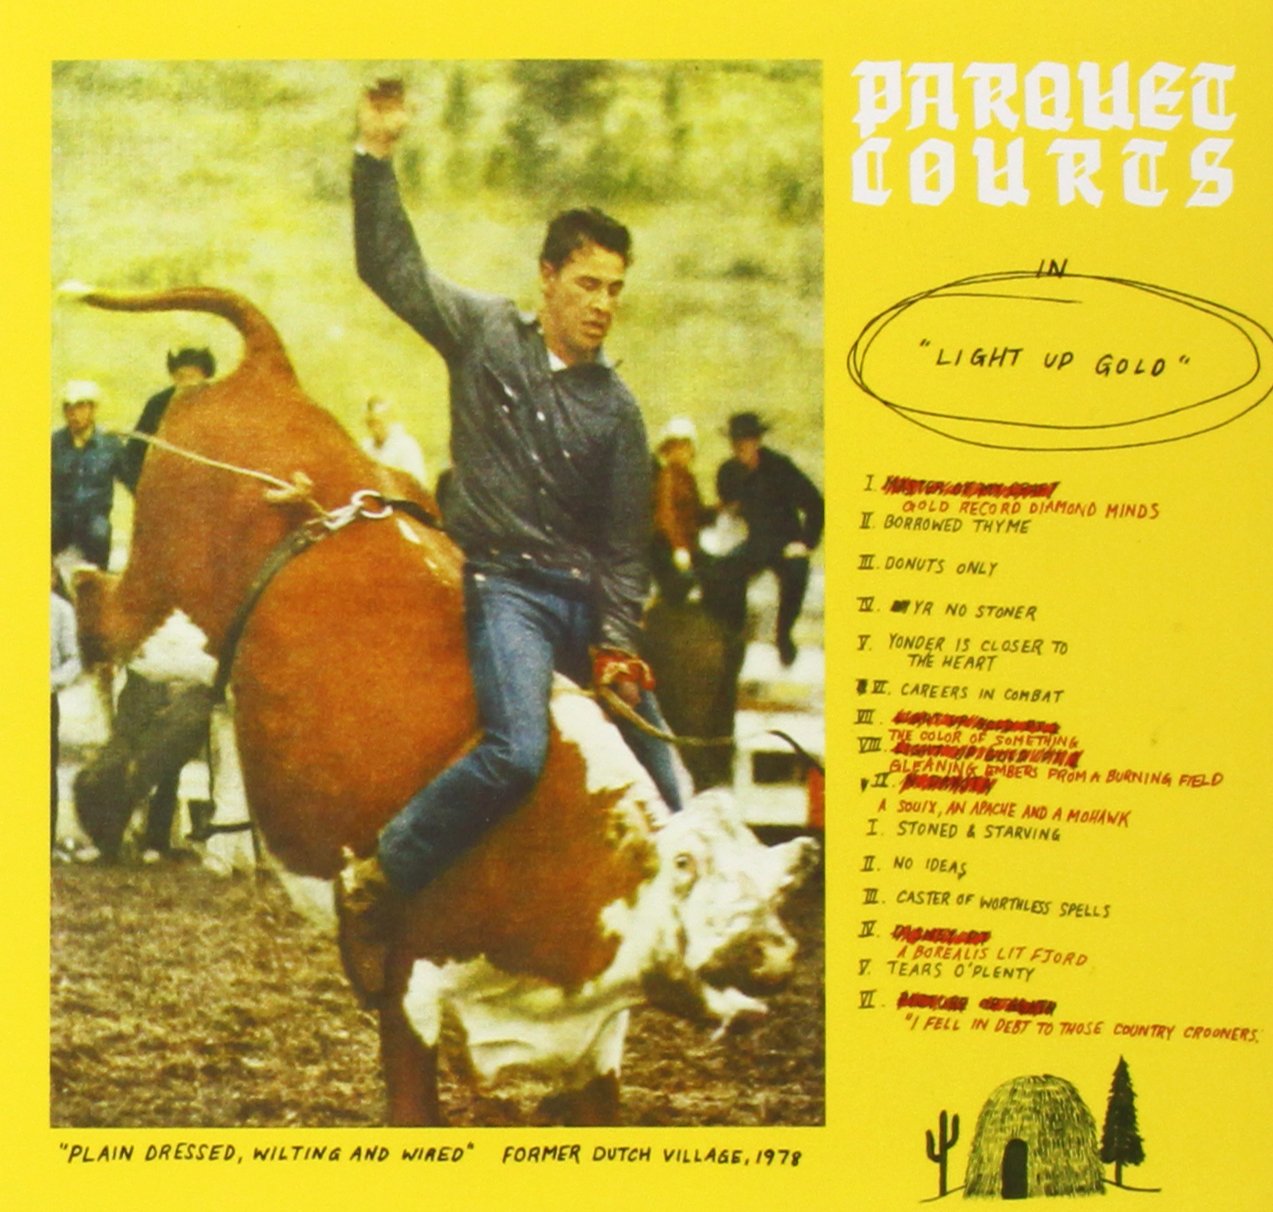 PARQUET
COURTS
IN
"LIGHT UP GOLD"
I.
GOLD RECORD DIAMOND MINDS
II. BORROWED THYME
III. DONUTS ONLY
IV. YR NO STONER
V. YONDER IS CLOSER TO
THE HEART
VI. CAREERS IN COMBAT
VII.
THE COLOR OF SOMETHING
VIII.
GLEANING EMBERS FROM A BURNING FIELD
IX.
A SOUIX, AN APACHE AND A MOHAWK
I. STONED & STARVING
II. NO IDEAS
III. CASTER OF WORTHLESS SPELLS
IV.
A BOREALIS LIT FJORD
V. TEARS O'PLENTY
VI.
"I FELL IN DEBT TO THOSE COUNTRY CROONERS.
"PLAIN DRESSED, WILTING AND WIRED" FORMER DUTCH VILLAGE, 1978